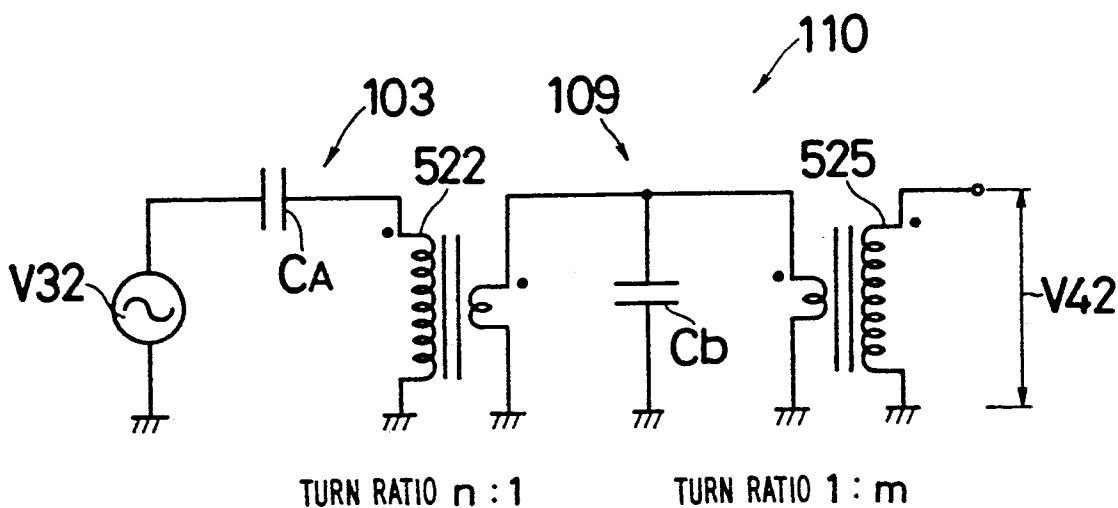 110
103
109
522
525
CA
V32
Cb
V42
TURN RATIO n : 1
TURN RATIO 1 : m